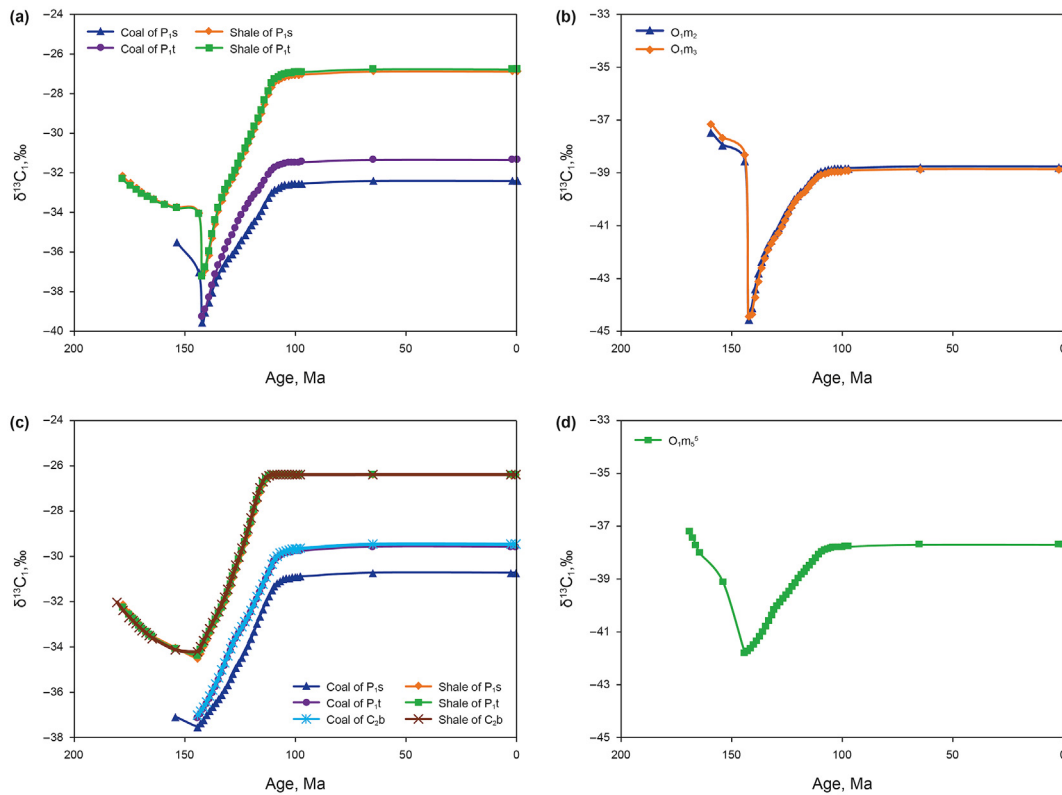 (a)
Coal of P₁s
Shale of P₁s
Coal of P₁t
Shale of P₁t
–24
–26
–28
–30
–32
–34
–36
–38
–40
δ¹³C₁,‰
200
150
100
50
0
Age, Ma
(b)
O₁m₂
O₁m₃
–33
–35
–37
–39
–41
–43
–45
δ¹³C₁,‰
200
150
100
50
0
Age, Ma
(c)
–24
–26
–28
–30
–32
–34
–36
–38
δ¹³C₁,‰
Coal of P₁s
Shale of P₁s
Coal of P₁t
Shale of P₁t
Coal of C₂b
Shale of C₂b
200
150
100
50
0
Age, Ma
(d)
O₁m₅⁵
–33
–35
–37
–39
–41
–43
–45
δ¹³C₁,‰
200
150
100
50
0
Age, Ma